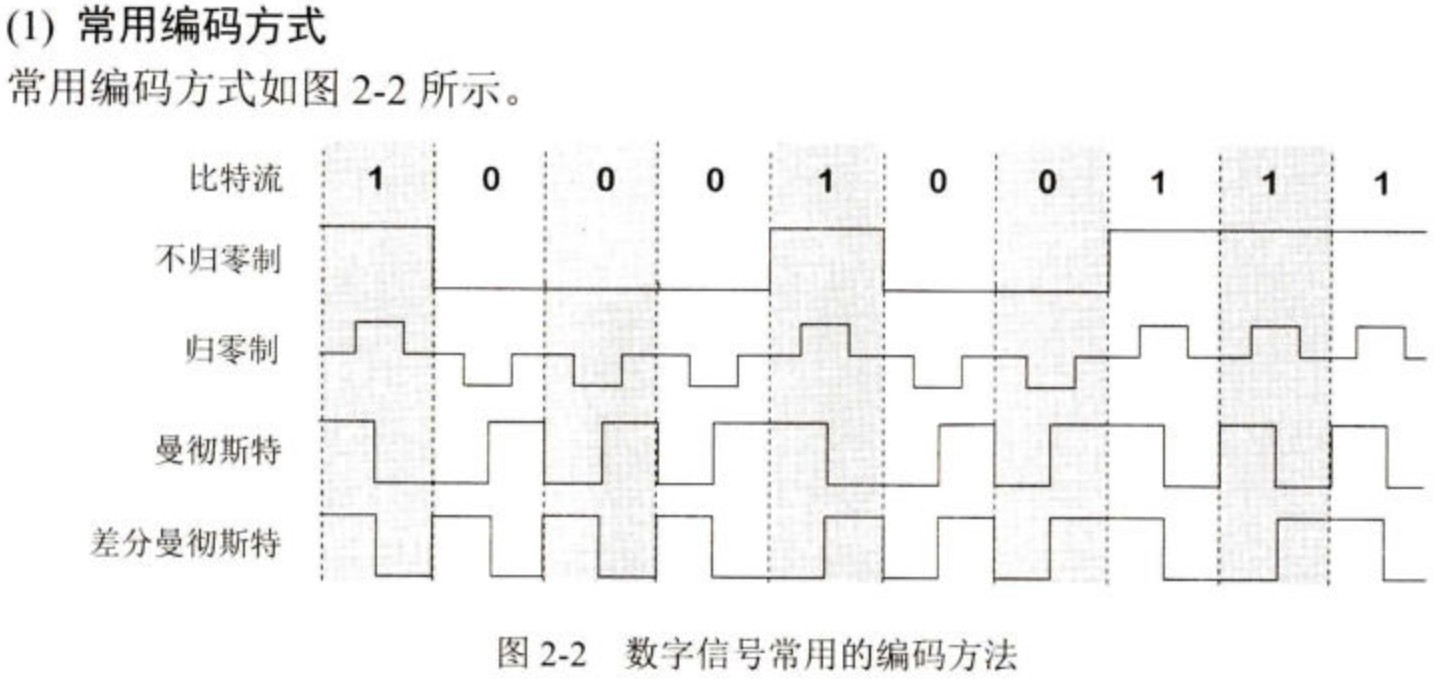 (1) 常用编码方式
常用编码方式如图 2-2 所示。
比特流 1 0 0 0 1 0 0 1 1 1
不归零制
归零制
曼彻斯特
差分曼彻斯特
图 2-2 数字信号常用的编码方法